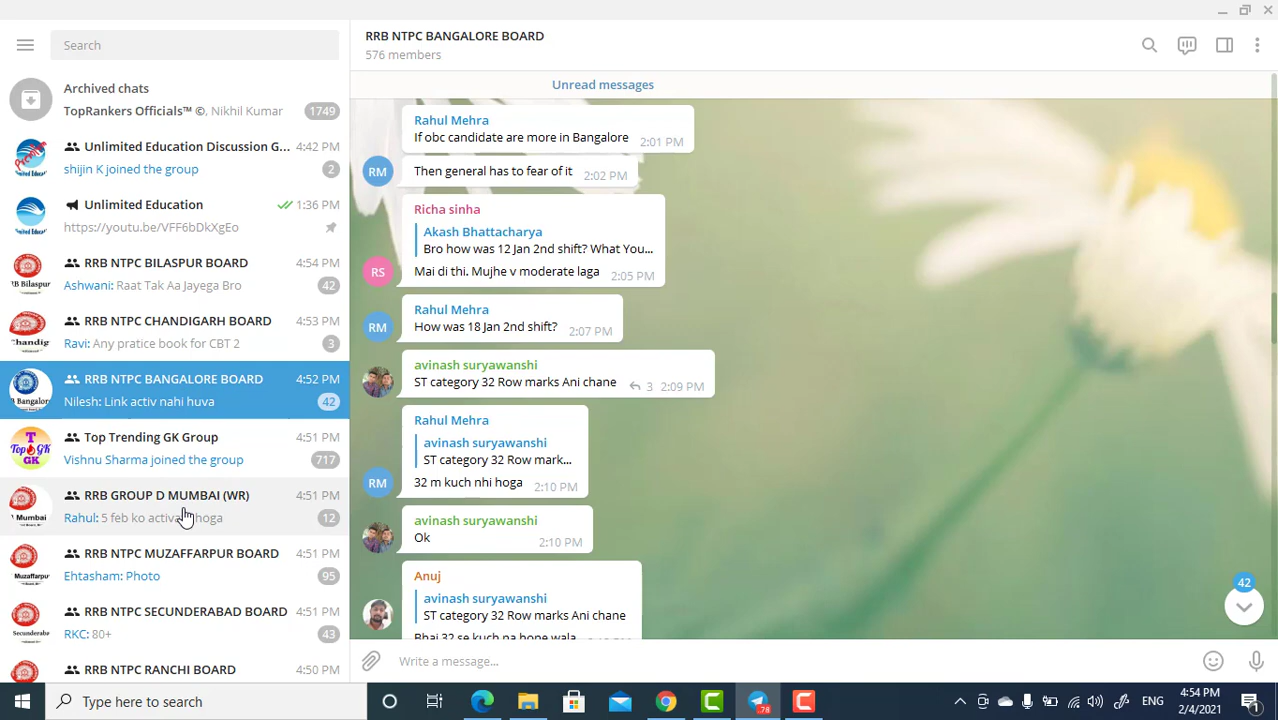 Search
Archived chats
TopRankers Officials™ ©, Nikhil Kumar 1749
Unlimited Education Discussion G... 4:42 PM
shijin K joined the group 2
Unlimited Education 1:36 PM
https://youtu.be/VFF6bDkXgEo
RRB NTPC BILASPUR BOARD 4:54 PM
Ashwani: Raat Tak Aa Jayega Bro 42
RRB NTPC CHANDIGARH BOARD 4:53 PM
Ravi: Any pratice book for CBT 2 3
RRB NTPC BANGALORE BOARD 4:52 PM
Nilesh: Link activ nahi huva 42
Top Trending GK Group 4:51 PM
Vishnu Sharma joined the group 717
RRB GROUP D MUMBAI (WR) 4:51 PM
Rahul: 5 feb ko activ hoga 12
RRB NTPC MUZAFFARPUR BOARD 4:51 PM
Ehtasham: Photo 95
RRB NTPC SECUNDERABAD BOARD 4:51 PM
RKC: 80+ 43
RRB NTPC RANCHI BOARD 4:50 PM
RRB NTPC BANGALORE BOARD
576 members
Unread messages
Rahul Mehra
If obc candidate are more in Bangalore 2:01 PM
RM Then general has to fear of it 2:02 PM
Richa sinha
Akash Bhattacharya
Bro how was 12 Jan 2nd shift? What You...
RS Mai di thi. Mujhe v moderate laga 2:05 PM
Rahul Mehra
RM How was 18 Jan 2nd shift? 2:07 PM
avinash suryawanshi
ST category 32 Row marks Ani chane 3 2:09 PM
Rahul Mehra
avinash suryawanshi
ST category 32 Row mark...
RM 32 m kuch nhi hoga 2:10 PM
avinash suryawanshi
Ok 2:10 PM
Anuj
avinash suryawanshi
ST category 32 Row marks Ani chane
Bhai 32 se kuch na hone wala
42
Write a message...
Type here to search
78
ENG
4:54 PM
2/4/2021
1